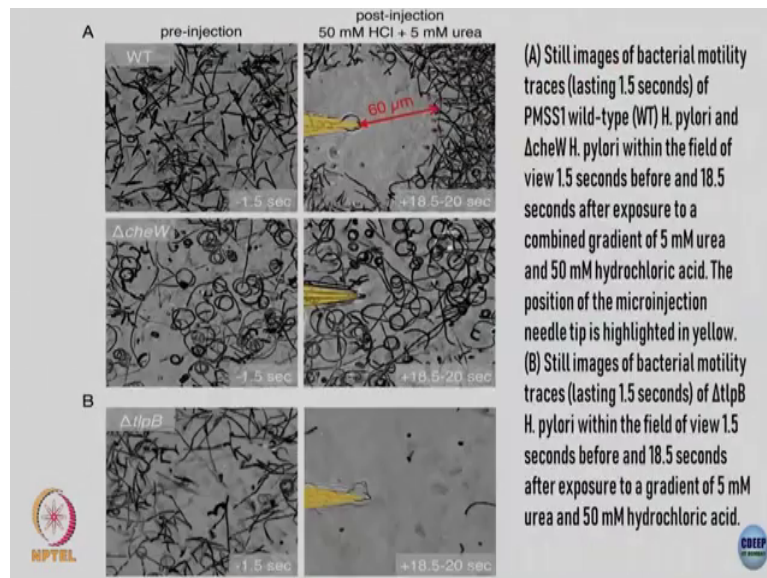 A
pre-injection
post-injection
50 mM HCl + 5 mM urea
WT
60 µm
-1.5 sec
+18.5-20 sec
ΔcheW
-1.5 sec
+18.5-20 sec
B
ΔtlpB
-1.5 sec
+18.5-20 sec
(A) Still images of bacterial motility
traces (lasting 1.5 seconds) of
PMSS1 wild-type (WT) H. pylori and
ΔcheW H. pylori within the field of
view 1.5 seconds before and 18.5
seconds after exposure to a
combined gradient of 5 mM urea
and 50 mM hydrochloric acid. The
position of the microinjection
needle tip is highlighted in yellow.
(B) Still images of bacterial motility
traces (lasting 1.5 seconds) of ΔtlpB
H. pylori within the field of view 1.5
seconds before and 18.5 seconds
after exposure to a gradient of 5 mM
urea and 50 mM hydrochloric acid.
NPTEL
CDEEP